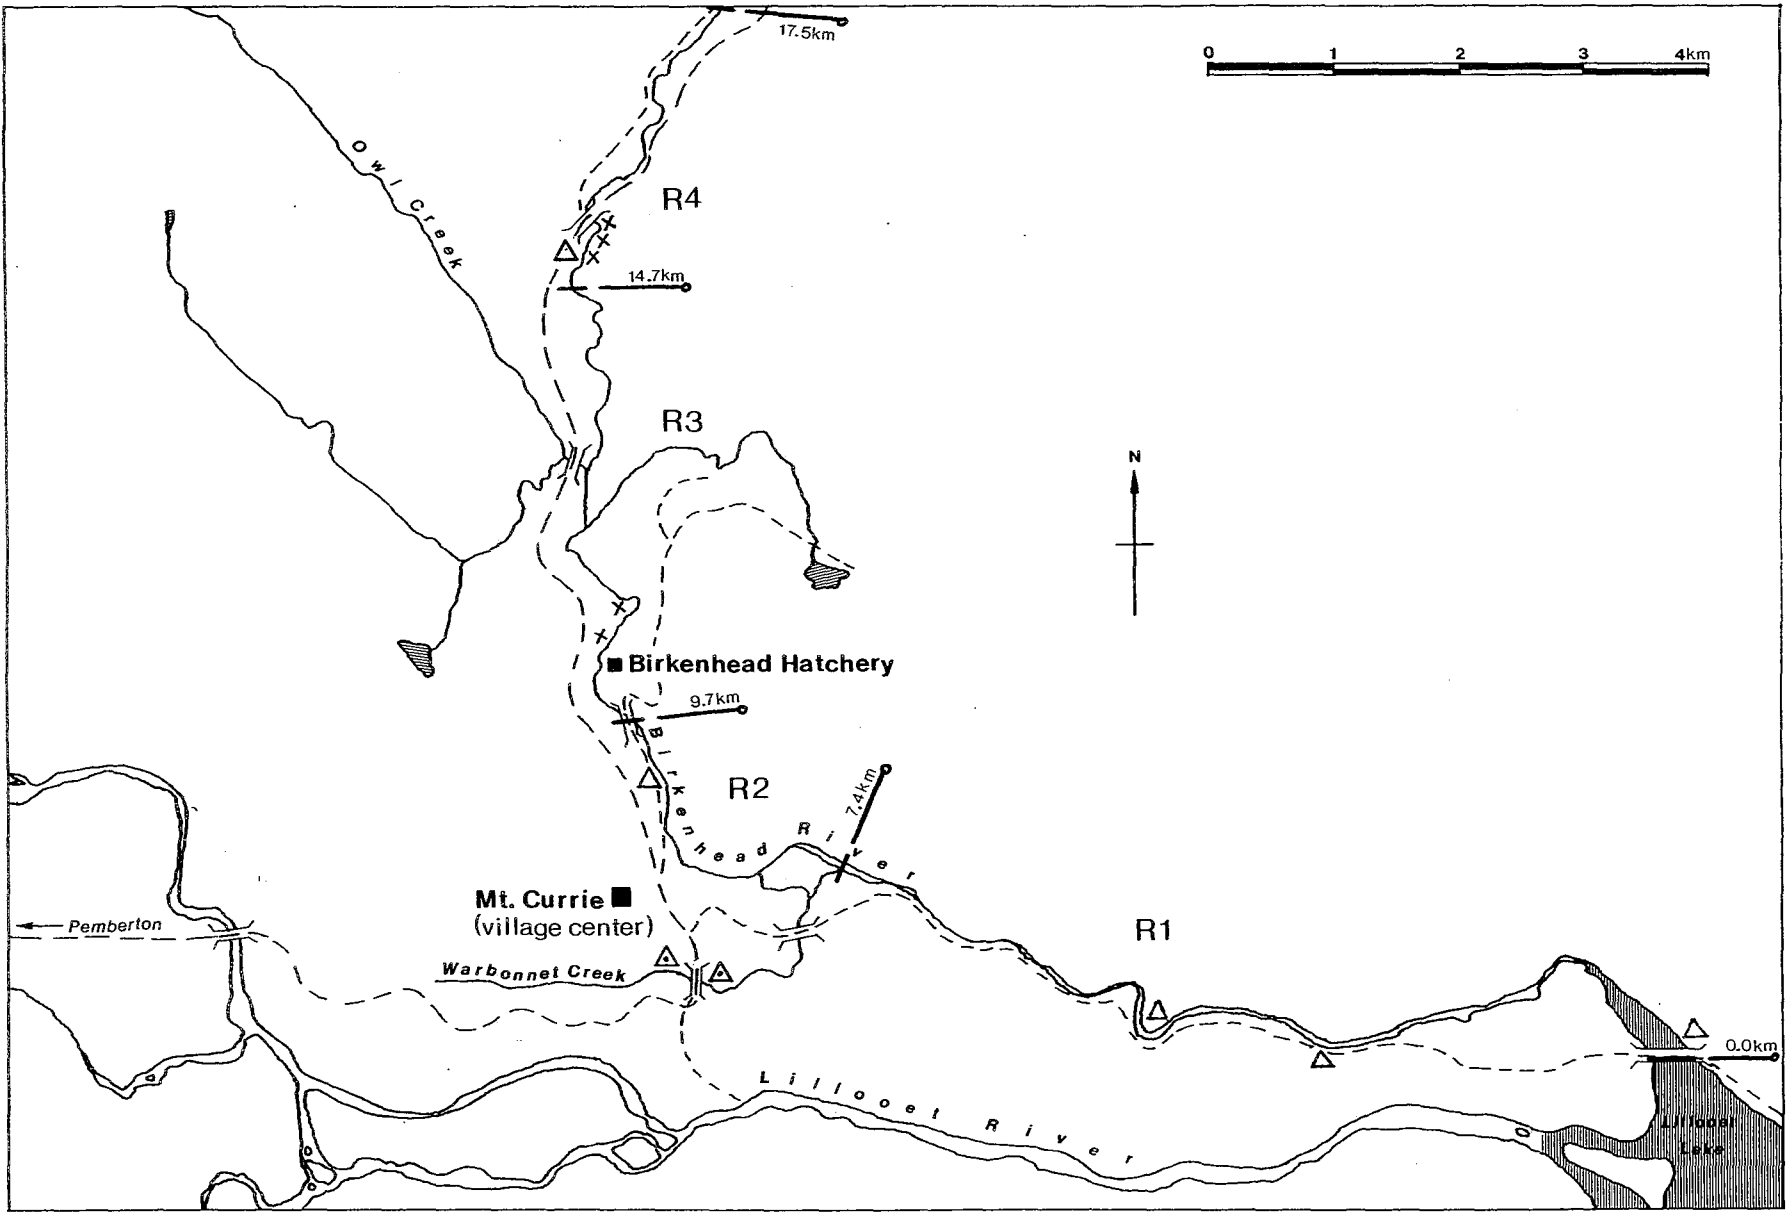 17.5km
0 1 2 3 4km
Owl Creek
R4
14.7km
R3
N
Birkenhead Hatchery
9.7km
Birkenhead River
R2
7.4km
Mt. Currie
(village center)
Pemberton
R1
Warbonnet Creek
0.0km
Lillooet River
Lillooet
Lake